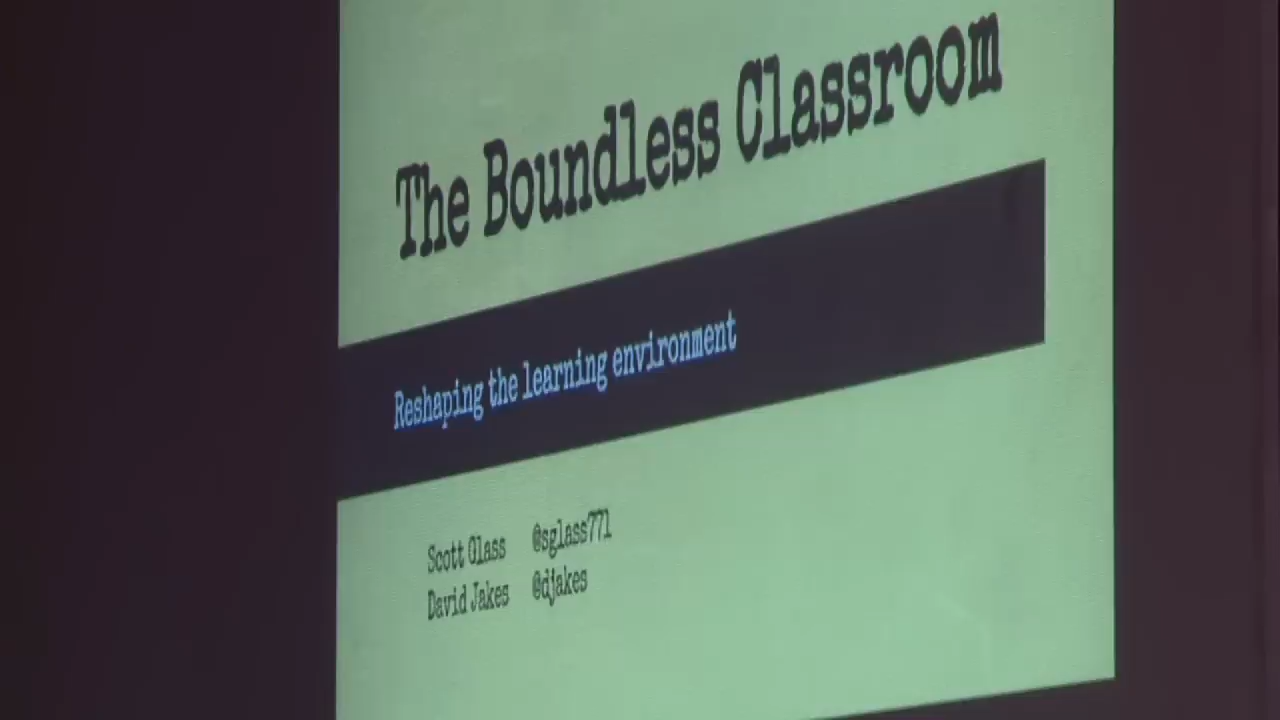 The Boundless Classroom
Reshaping the learning environment
Scott Glass @sglass771
David Jakes @djakes